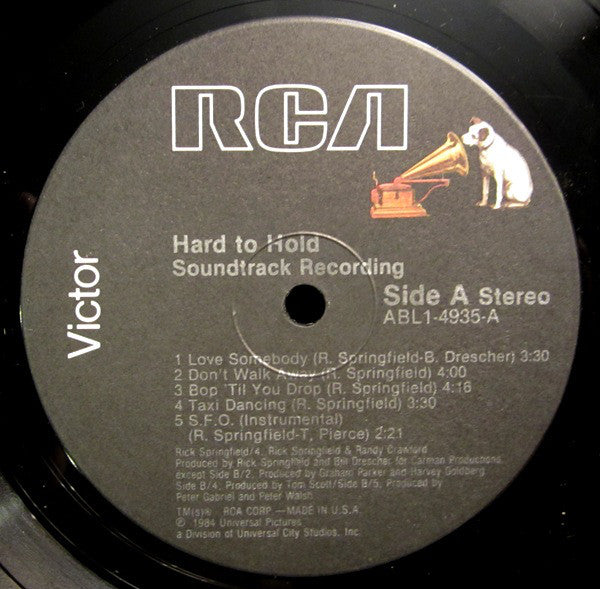 RCA
Victor
Hard to Hold
Soundtrack Recording
Side A Stereo
ABL1-4935-A
1 Love Somebody (R. Springfield-B. Drescher) 3:30
2 Don't Walk Away (R. Springfield) 4:00
3 Bop 'Til You Drop (R. Springfield) 4:16
4 Taxi Dancing (R. Springfield) 3:30
5 S.F.O. (Instrumental)
(R. Springfield-T, Pierce) 2:21
Rick Springfield/4, Rick Springfield & Randy Crawford
Produced by Rick Springfield and Bill Drescher for Carman Productions,
except Side B/2, Produced by Graham Parker and Harvey Goldberg
Side B/4, Produced by Tom Scott/Side B/5, Produced by
Peter Gabriel and Peter Walsh
TM(s)® RCA CORP.—MADE IN U.S.A.
℗ 1984 Universal Pictures
a Division of Universal City Studios, Inc.